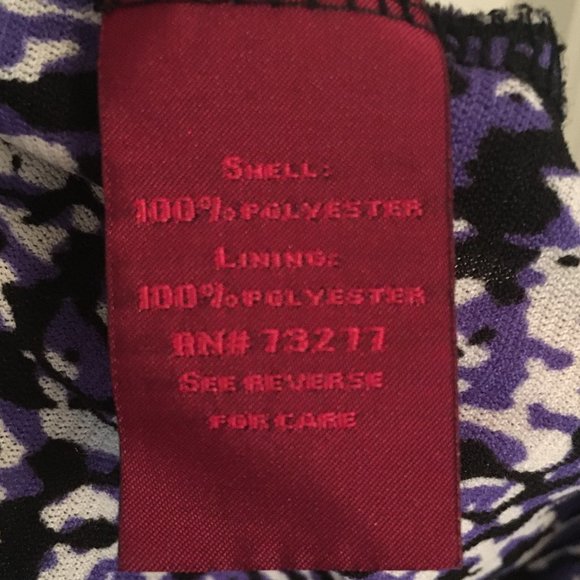 SHELL:
100% POLYESTER
LINING:
100% POLYESTER
RN# 73277
SEE REVERSE
FOR CARE